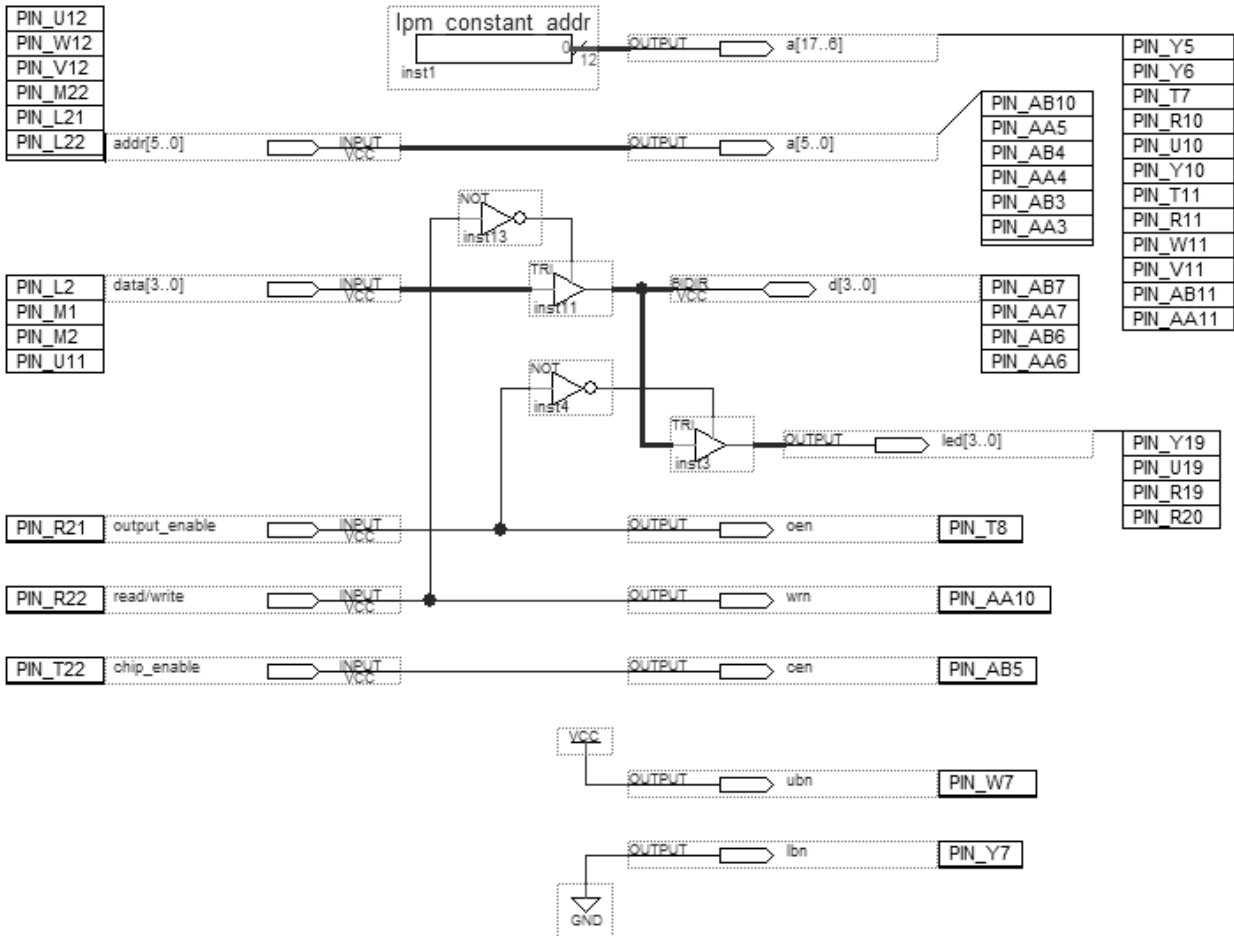 PIN_U12
PIN_W12
PIN_V12
PIN_M22
PIN_L21
PIN_L22
lpm_constant_addr
0
12
inst1
OUTPUT
a[17..6]
PIN_Y5
PIN_Y6
PIN_T7
PIN_R10
PIN_U10
PIN_Y10
PIN_T11
PIN_R11
PIN_W11
PIN_V11
PIN_AB11
PIN_AA11
addr[5..0]
INPUT
VCC
OUTPUT
a[5..0]
PIN_AB10
PIN_AA5
PIN_AB4
PIN_AA4
PIN_AB3
PIN_AA3
NOT
inst13
PIN_L2
PIN_M1
PIN_M2
PIN_U11
data[3..0]
INPUT
VCC
TRI
inst11
BIDIR
VCC
d[3..0]
PIN_AB7
PIN_AA7
PIN_AB6
PIN_AA6
NOT
inst4
TRI
inst3
OUTPUT
led[3..0]
PIN_Y19
PIN_U19
PIN_R19
PIN_R20
PIN_R21
output_enable
INPUT
VCC
OUTPUT
oen
PIN_T8
PIN_R22
read/write
INPUT
VCC
OUTPUT
wrn
PIN_AA10
PIN_T22
chip_enable
INPUT
VCC
OUTPUT
cen
PIN_AB5
VCC
OUTPUT
ubn
PIN_W7
OUTPUT
lbn
PIN_Y7
GND